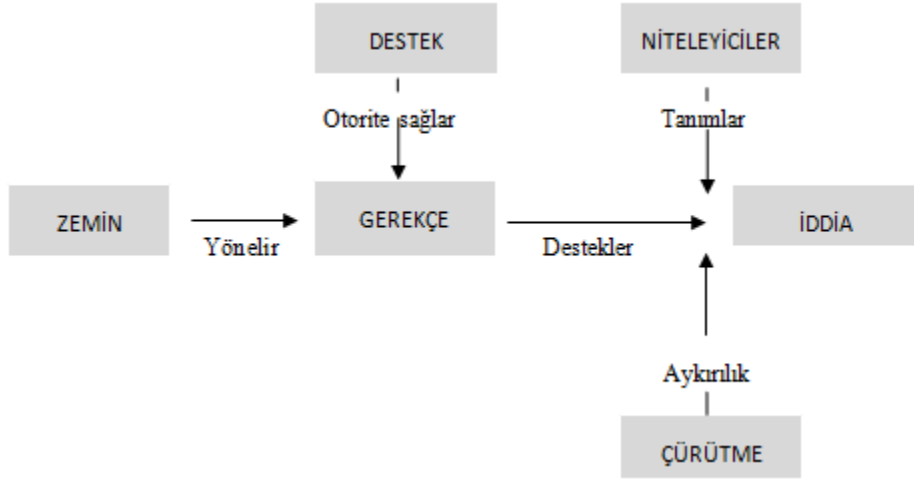 DESTEK
NİTELEYİCİLER
Otorite sağlar
Tanımlar
ZEMİN
GEREKÇE
İDDİA
Yönelir
Destekler
Aykırılık
ÇÜRÜTME